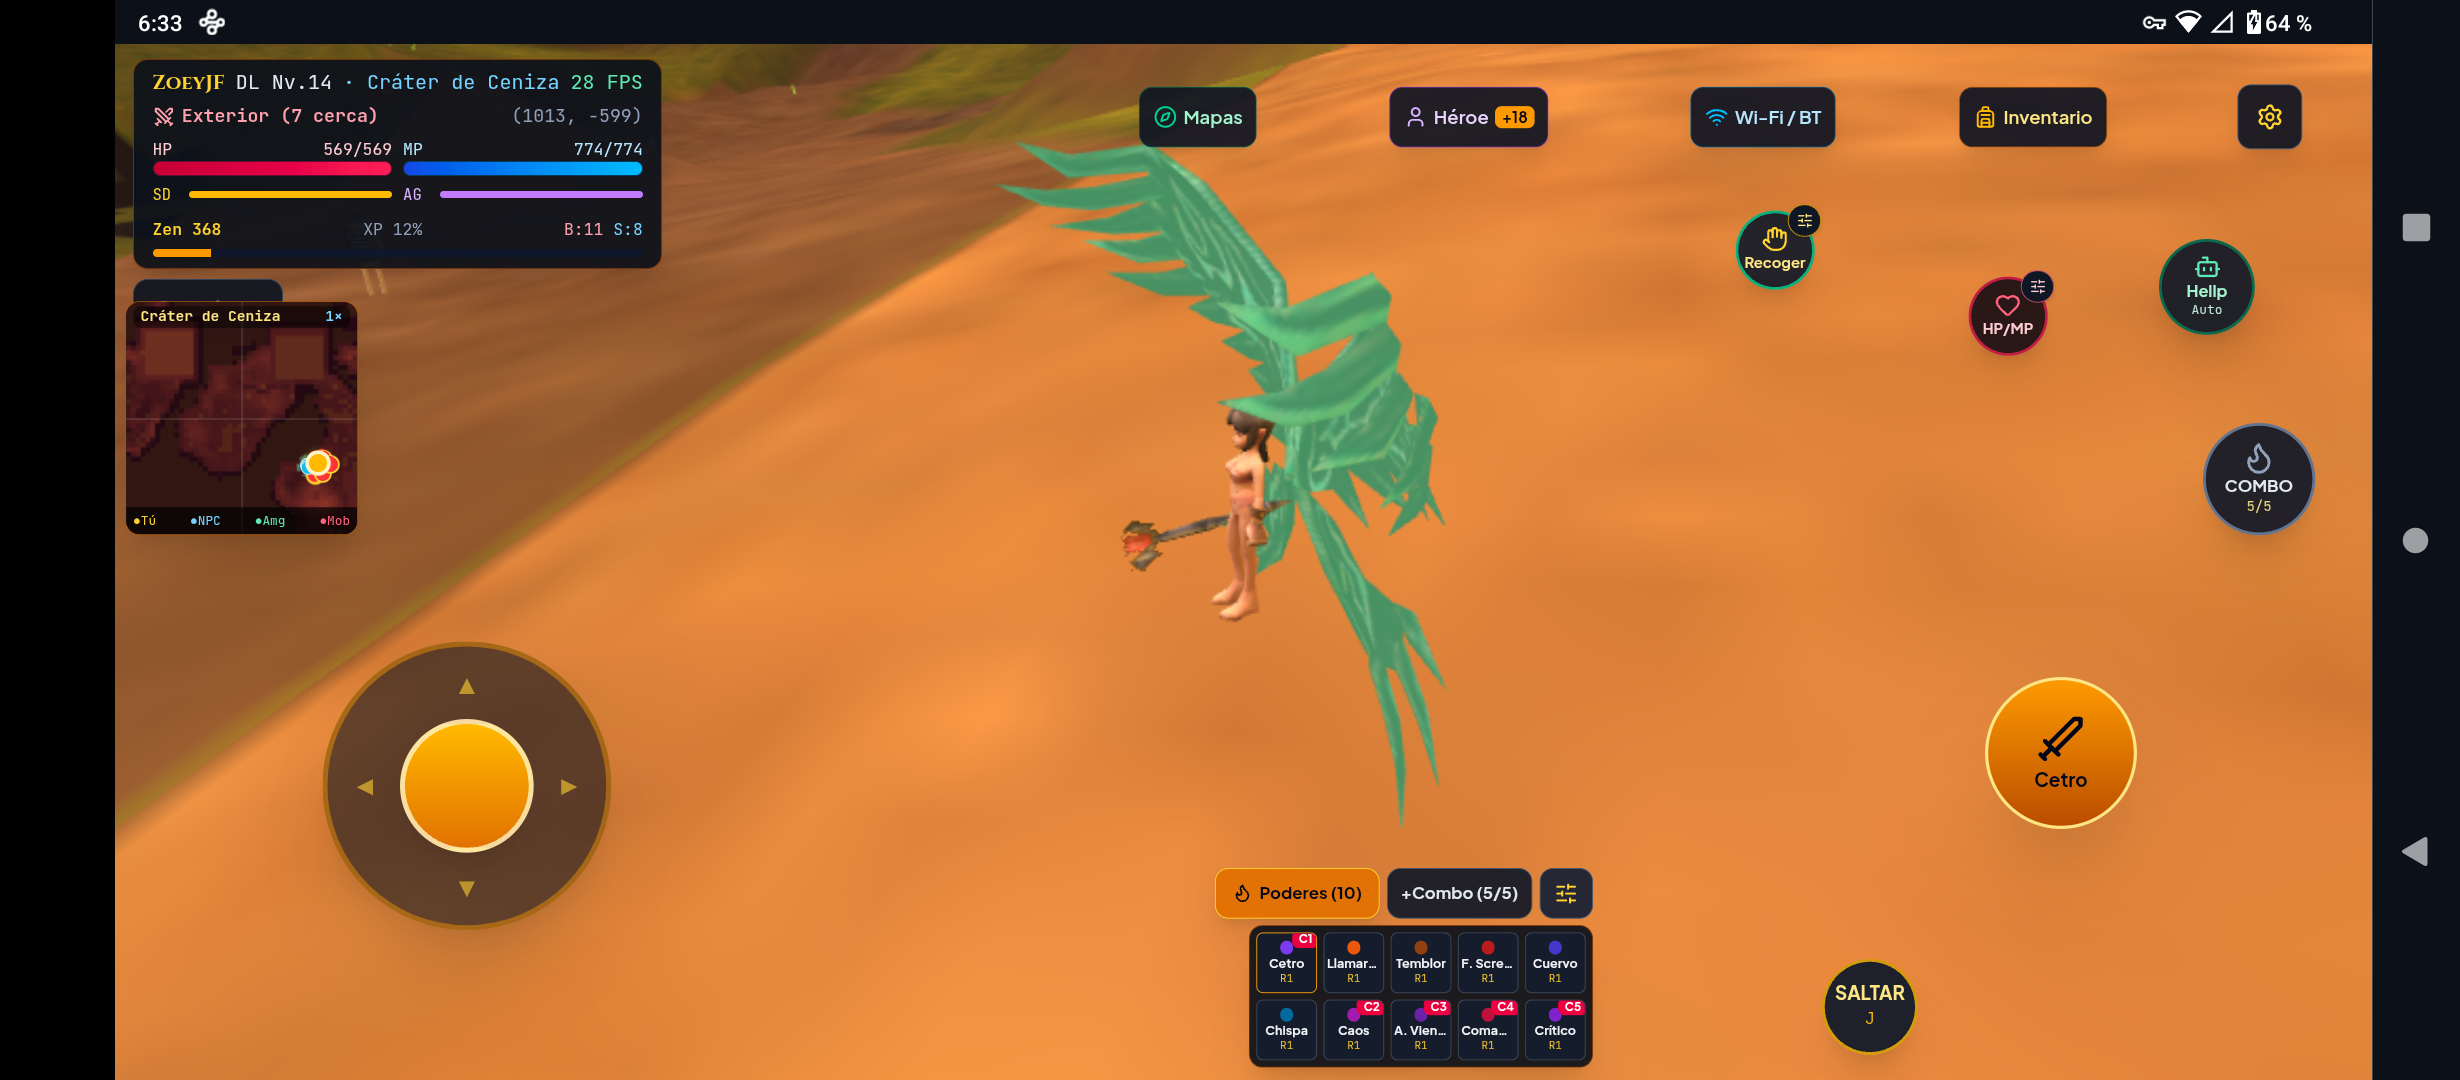 6:33
64 %
ZOEYJF DL Nv.14 · Cráter de Ceniza 28 FPS
Exterior (7 cerca) (1013, -599)
HP 569/569 MP 774/774
SD AG
Zen 368 XP 12% B:11 S:8
Mapas
Héroe +18
Wi-Fi / BT
Inventario
Recoger
HP/MP
Hellp
Auto
Cráter de Ceniza 1×
Tú NPC Amg Mob
COMBO
5/5
Cetro
Poderes (10)
+Combo (5/5)
C1
Cetro Llamar... Temblor F. Scre... Cuervo
R1 R1 R1 R1 R1
C2 C3 C4 C5
Chispa Caos A. Vien... Coma... Crítico
R1 R1 R1 R1 R1
SALTAR
J